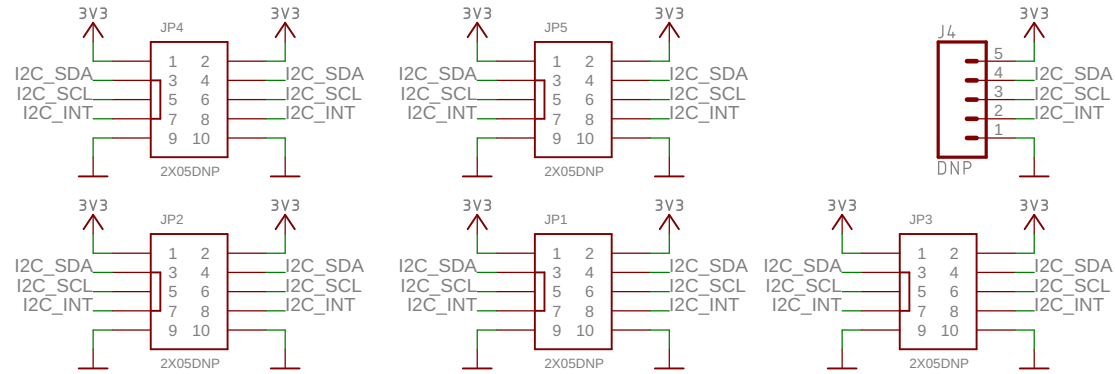 3V3 3V3 3V3 3V3 3V3
JP4 JP5 J4
1 2 1 2 5
I2C_SDA 3 4 I2C_SDA I2C_SDA 3 4 I2C_SDA 4 I2C_SDA
I2C_SCL 5 6 I2C_SCL I2C_SCL 5 6 I2C_SCL 3 I2C_SCL
I2C_INT 7 8 I2C_INT I2C_INT 7 8 I2C_INT 2 I2C_INT
9 10 9 10 1
2X05DNP 2X05DNP DNP
3V3 3V3 3V3 3V3 3V3 3V3
JP2 JP1 JP3
1 2 1 2 1 2
I2C_SDA 3 4 I2C_SDA I2C_SDA 3 4 I2C_SDA I2C_SDA 3 4 I2C_SDA
I2C_SCL 5 6 I2C_SCL I2C_SCL 5 6 I2C_SCL I2C_SCL 5 6 I2C_SCL
I2C_INT 7 8 I2C_INT I2C_INT 7 8 I2C_INT I2C_INT 7 8 I2C_INT
9 10 9 10 9 10
2X05DNP 2X05DNP 2X05DNP